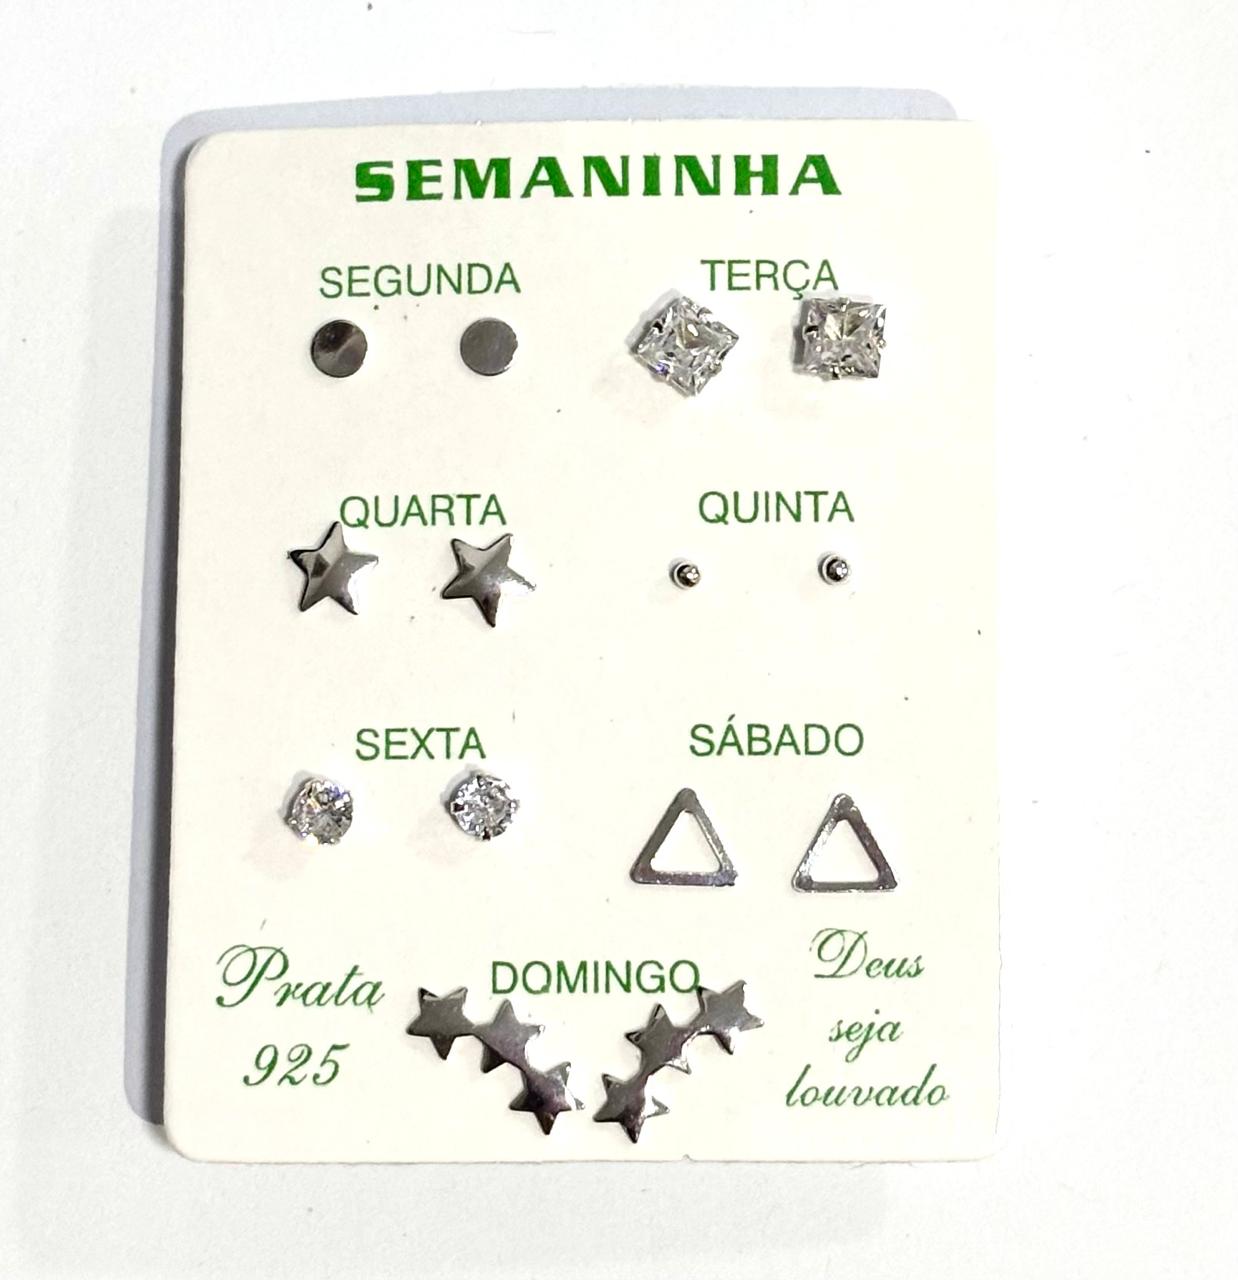 SEMANINHA
SEGUNDA
TERÇA
QUARTA
QUINTA
SEXTA
SÁBADO
Prata
925
DOMINGO
Deus
seja
louvado